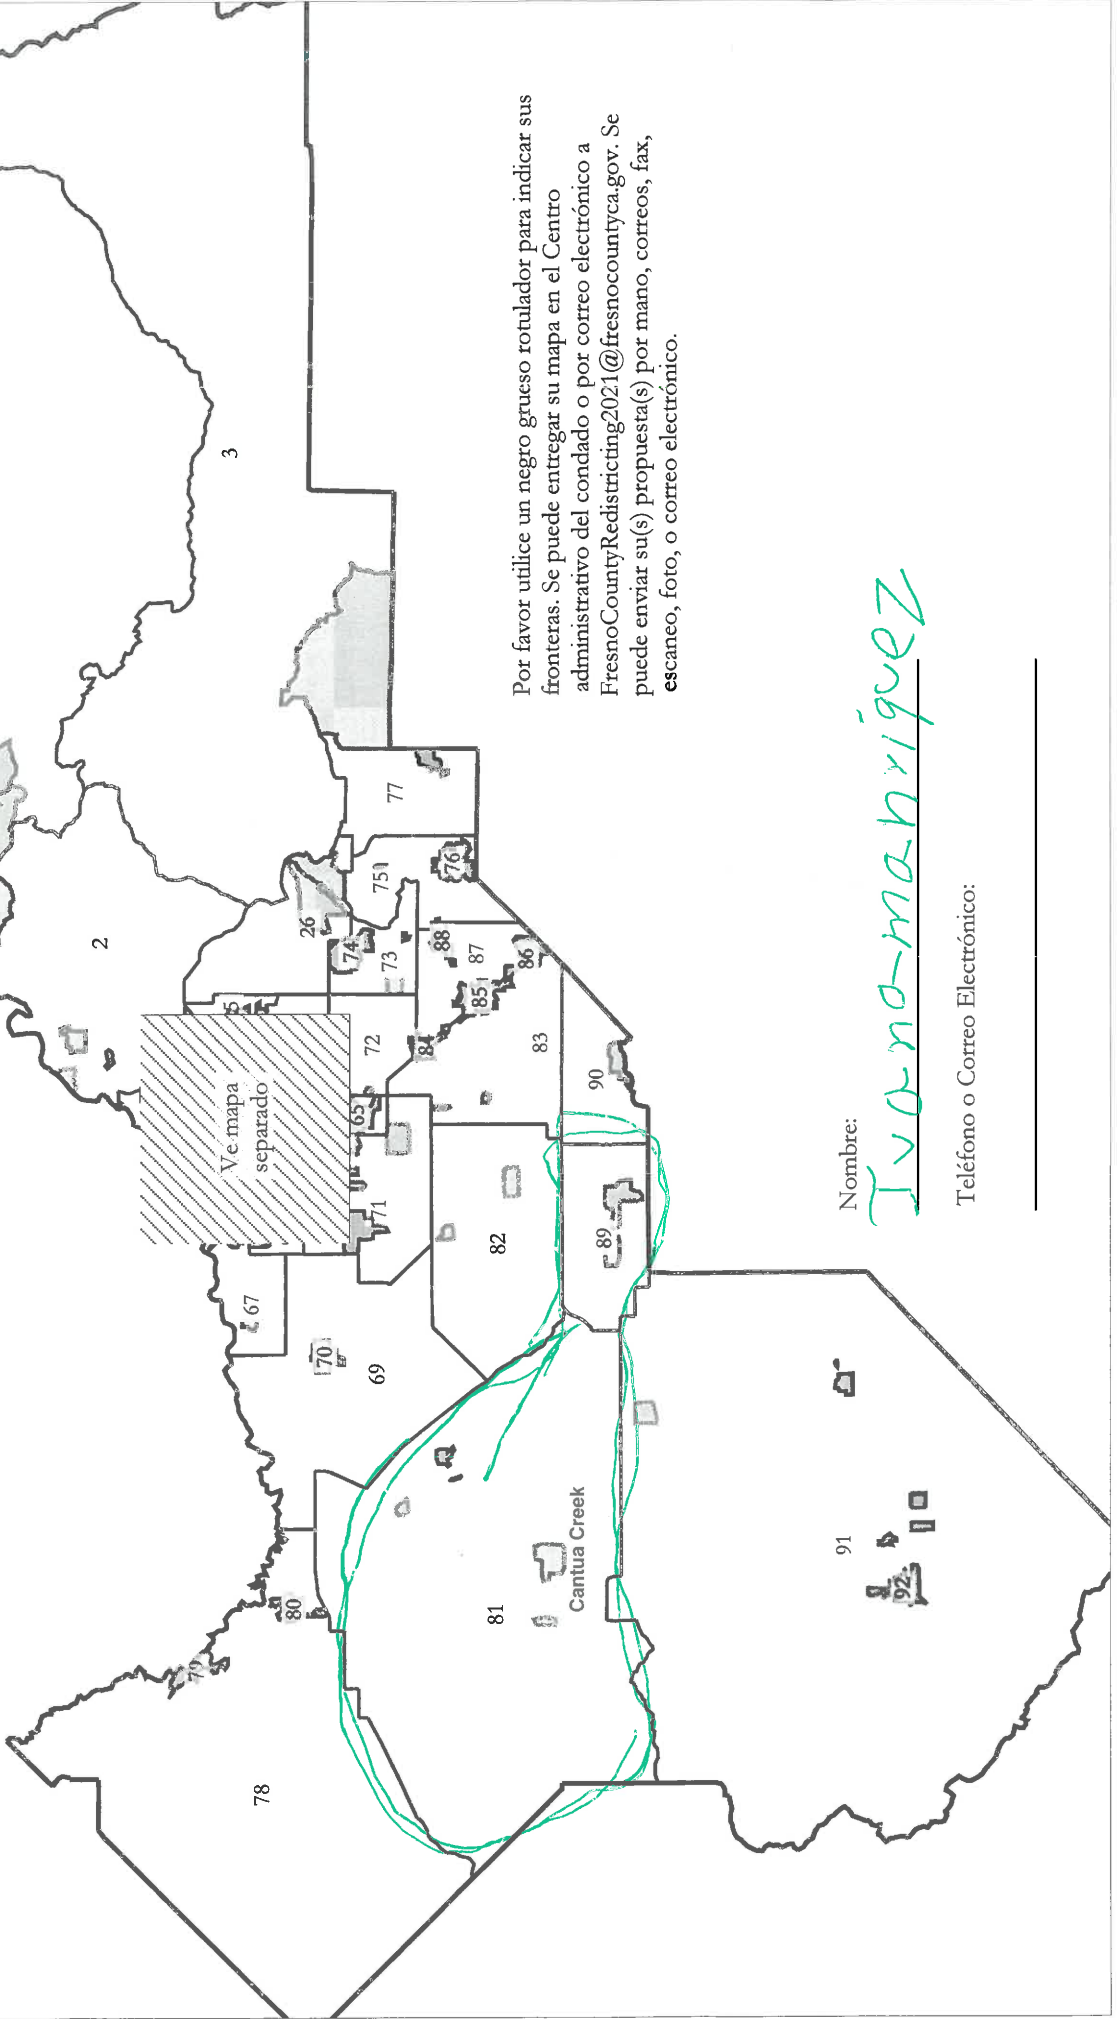 3
2
Por favor utilice un negro grueso rotulador para indicar sus
fronteras. Se puede entregar su mapa en el Centro
administrativo del condado o por correo electrónico a
FresnoCountyRedistricting2021@fresnocountyca.gov. Se
puede enviar su(s) propuesta(s) por mano, correos, fax,
escaneo, foto, o correo electrónico.
Ve mapa
separado
26
5
74
75
77
76
73
72
88
87
86
85
84
83
65
71
67
70
69
82
90
89
80
79
78
81
Cantua Creek
91
92
Nombre:
Ivana manriquez
Teléfono o Correo Electrónico: